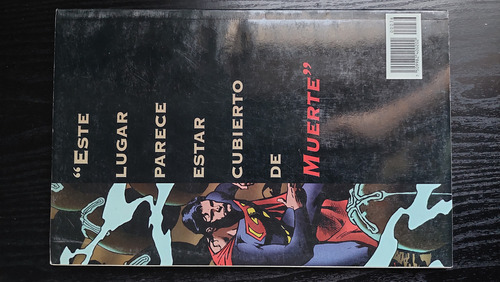 “ESTE
LUGAR
PARECE
ESTAR
CUBIERTO
DE
MUERTE”